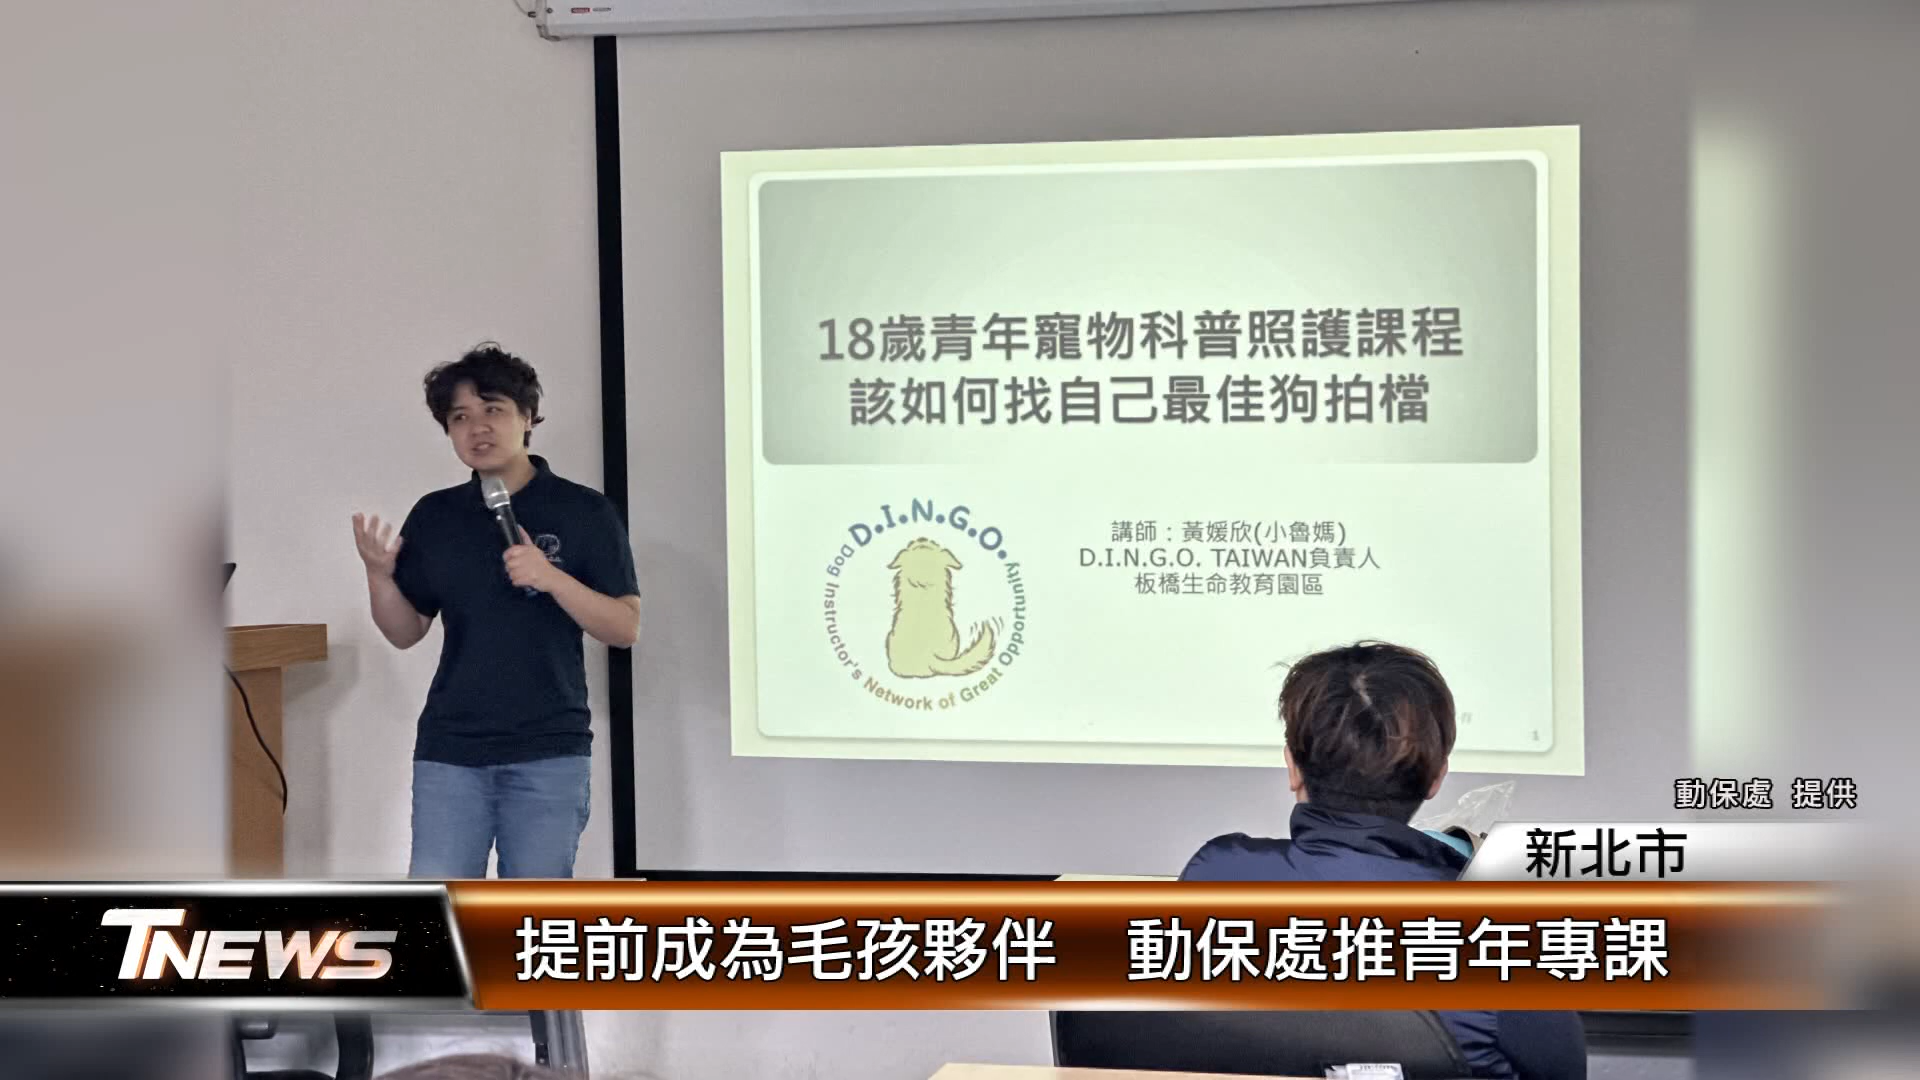 18歲青年寵物科普照護課程
該如何找自己最佳狗拍檔
D.I.N.G.O.
Dog Instructor's Network of Great Opportunity
講師：黃媛欣(小魯媽)
D.I.N.G.O. TAIWAN負責人
板橋生命教育園區
1
動保處 提供
新北市
TNEWS
提前成為毛孩夥伴 動保處推青年專課